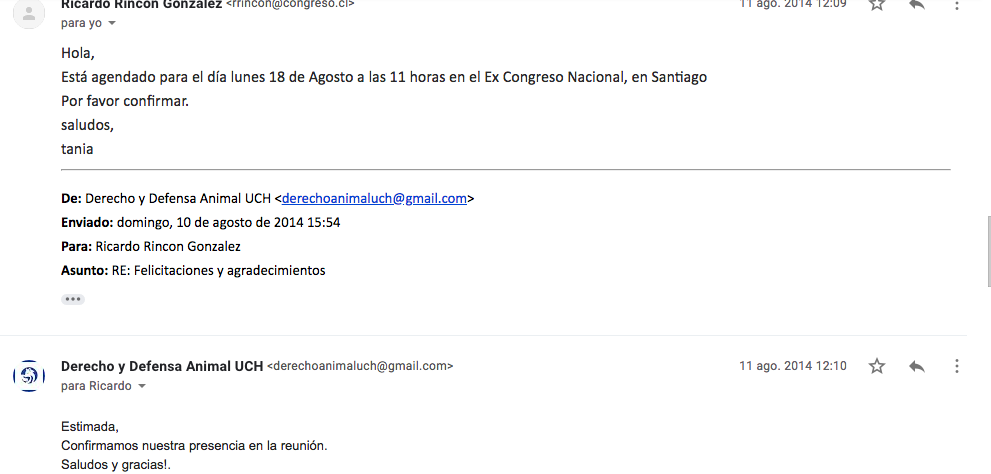 Ricardo Rincon Gonzalez <rrincon@congreso.cl>
11 ago. 2014 12:09
para yo
Hola,
Está agendado para el día lunes 18 de Agosto a las 11 horas en el Ex Congreso Nacional, en Santiago
Por favor confirmar.
saludos,
tania
De: Derecho y Defensa Animal UCH <derechoanimaluch@gmail.com>
Enviado: domingo, 10 de agosto de 2014 15:54
Para: Ricardo Rincon Gonzalez
Asunto: RE: Felicitaciones y agradecimientos
Derecho y Defensa Animal UCH <derechoanimaluch@gmail.com>
11 ago. 2014 12:10
para Ricardo
Estimada,
Confirmamos nuestra presencia en la reunión.
Saludos y gracias!.